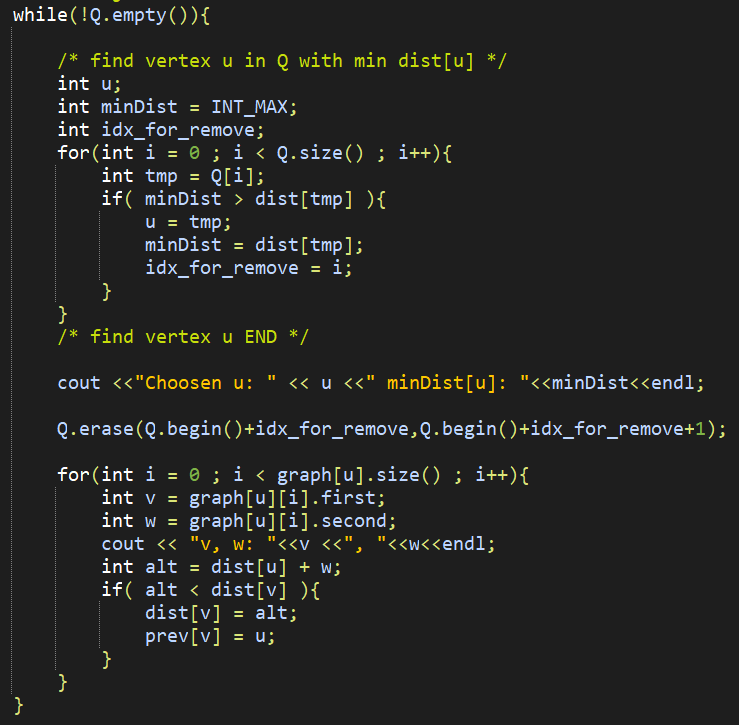 while(!Q.empty()){
/* find vertex u in Q with min dist[u] */
int u;
int minDist = INT_MAX;
int idx_for_remove;
for(int i = 0 ; i < Q.size() ; i++){
int tmp = Q[i];
if( minDist > dist[tmp] ){
u = tmp;
minDist = dist[tmp];
idx_for_remove = i;
}
}
/* find vertex u END */
cout <<"Choosen u: " << u <<" minDist[u]: "<<minDist<<endl;
Q.erase(Q.begin()+idx_for_remove,Q.begin()+idx_for_remove+1);
for(int i = 0 ; i < graph[u].size() ; i++){
int v = graph[u][i].first;
int w = graph[u][i].second;
cout << "v, w: "<<v <<", "<<w<<endl;
int alt = dist[u] + w;
if( alt < dist[v] ){
dist[v] = alt;
prev[v] = u;
}
}
}